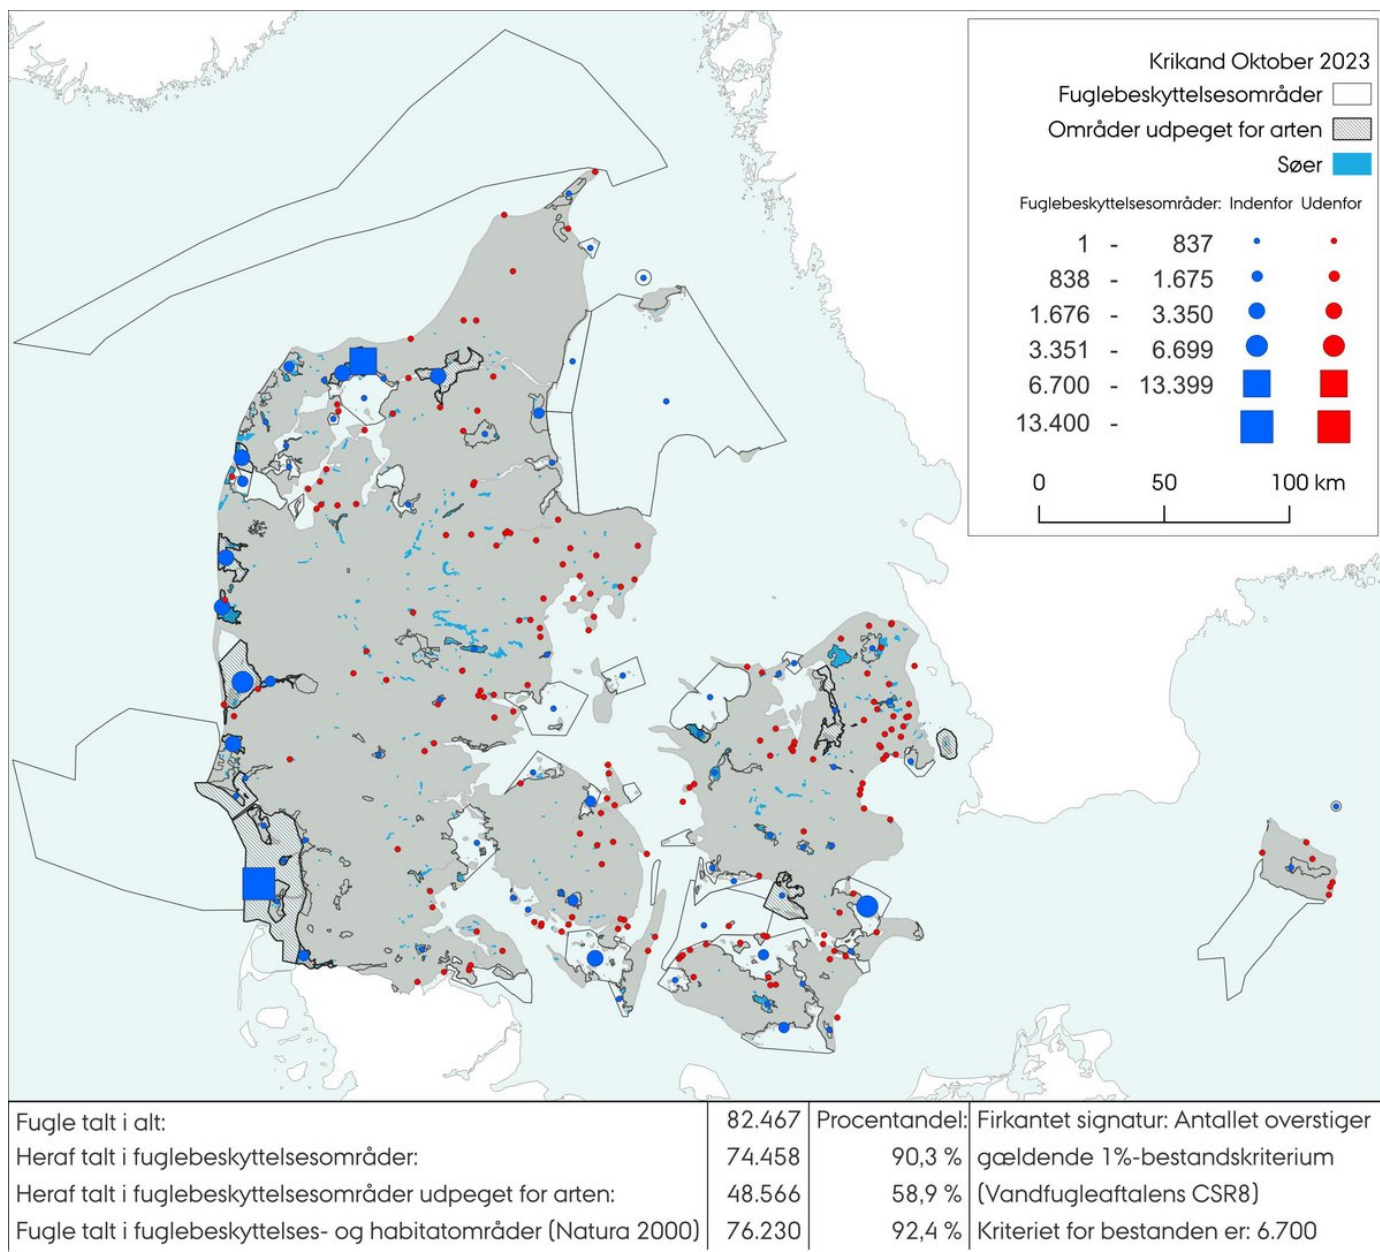 Krikand Oktober 2023
Fuglebeskyttelsesområder
Områder udpeget for arten
Søer
Fuglebeskyttelsesområder: Indenfor Udenfor
1 - 837
838 - 1.675
1.676 - 3.350
3.351 - 6.699
6.700 - 13.399
13.400 -
0 50 100 km
Fugle talt i alt: 82.467 Procentandel: Firkantet signatur: Antallet overstiger
Heraf talt i fuglebeskyttelsesområder: 74.458 90,3 % gældende 1%-bestandskriterium
Heraf talt i fuglebeskyttelsesområder udpeget for arten: 48.566 58,9 % (Vandfugleaftalens CSR8)
Fugle talt i fuglebeskyttelses- og habitatområder (Natura 2000) 76.230 92,4 % Kriteriet for bestanden er: 6.700